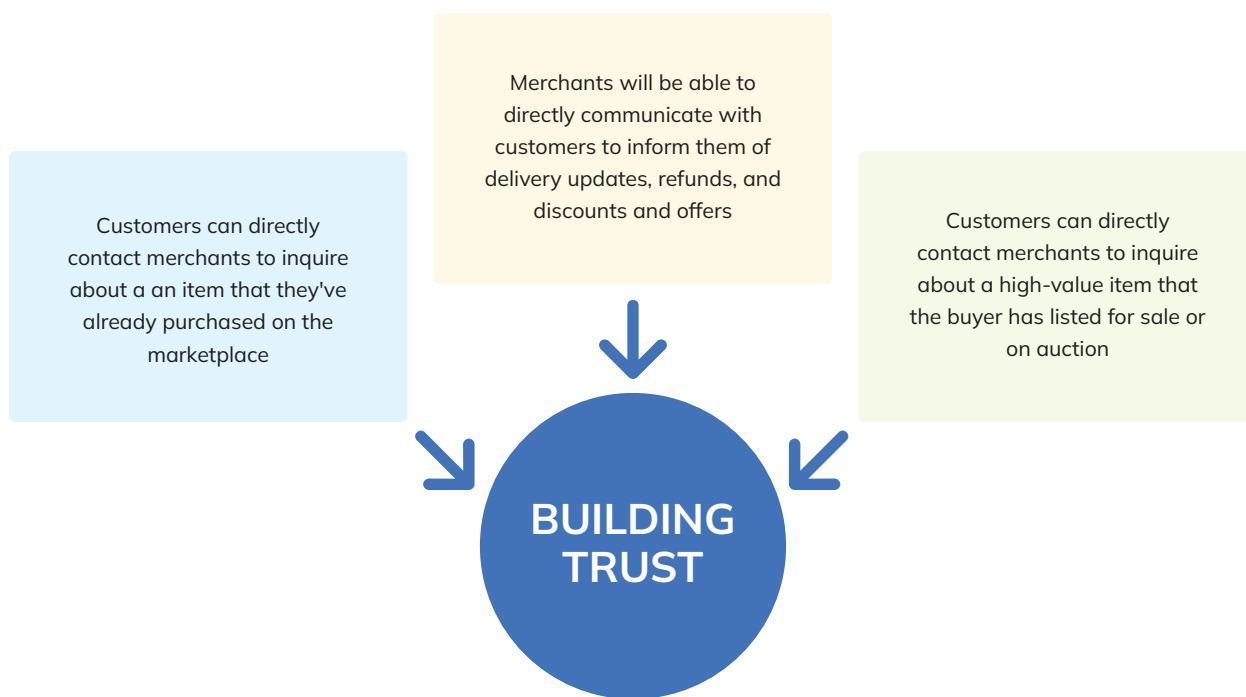 Merchants will be able to
directly communicate with
customers to inform them of
delivery updates, refunds, and
discounts and offers
Customers can directly
contact merchants to inquire
about a an item that they've
already purchased on the
marketplace
Customers can directly
contact merchants to inquire
about a high-value item that
the buyer has listed for sale or
on auction
BUILDING
TRUST